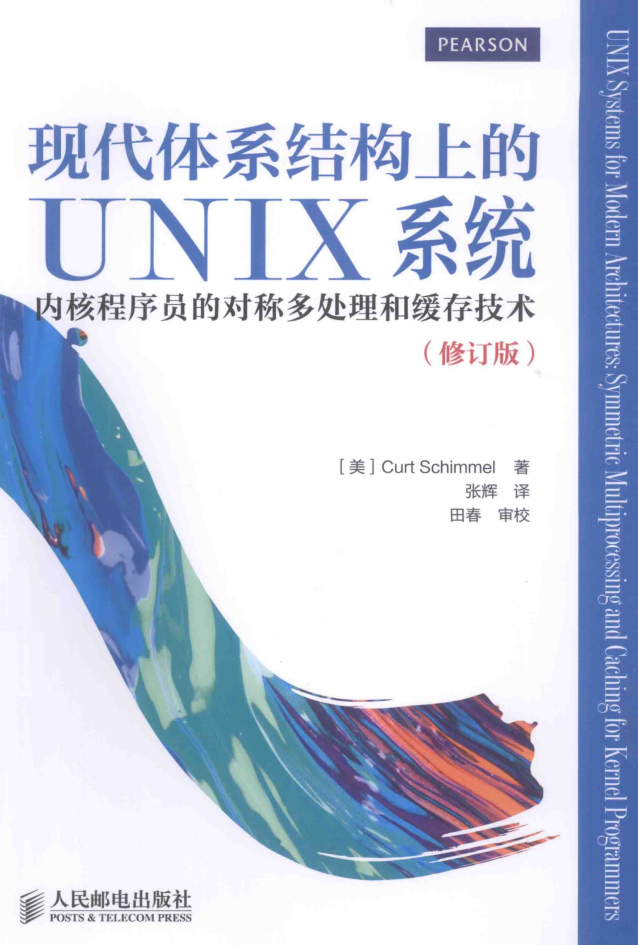 PEARSON
现代体系结构上的
UNIX 系统
内核程序员的对称多处理和缓存技术
（修订版）
[美] Curt Schimmel 著
张辉 译
田春 审校
UNIX Systems for Modern Architectures: Symmetric Multiprocessing and Caching for Kernel Programmers
人民邮电出版社
POSTS & TELECOM PRESS